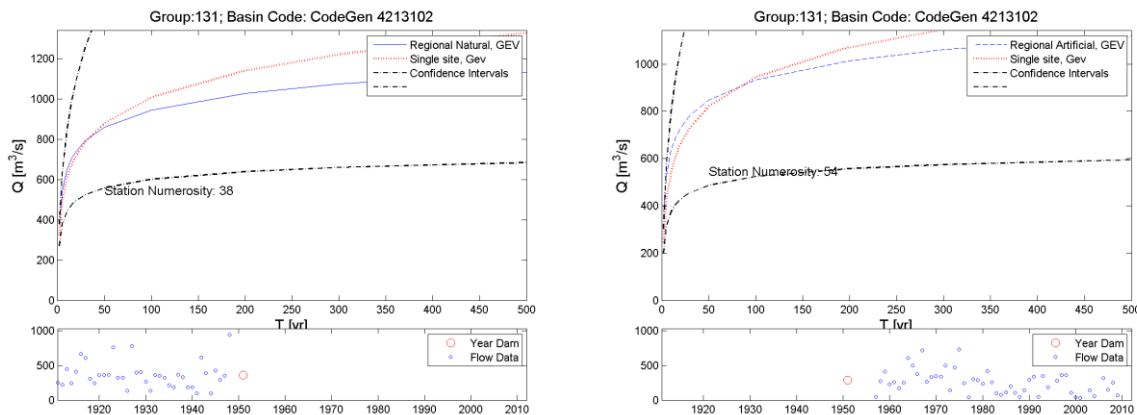 Group:131; Basin Code: CodeGen 4213102
Regional Natural, GEV
Single site, Gev
Confidence Intervals
Station Numerosity: 38
Q [m³/s]
1200
1000
800
600
400
200
0
0 50 100 150 200 250 300 350 400 450 500
T [yr]
Year Dam
Flow Data
1000
500
0
1920 1930 1940 1950 1960 1970 1980 1990 2000 2010
Group:131; Basin Code: CodeGen 4213102
Regional Artificial, GEV
Single site, Gev
Confidence Intervals
Station Numerosity: 54
Q [m³/s]
1000
800
600
400
200
0
0 50 100 150 200 250 300 350 400 450 500
T [yr]
Year Dam
Flow Data
1000
500
0
1920 1930 1940 1950 1960 1970 1980 1990 2000 2010